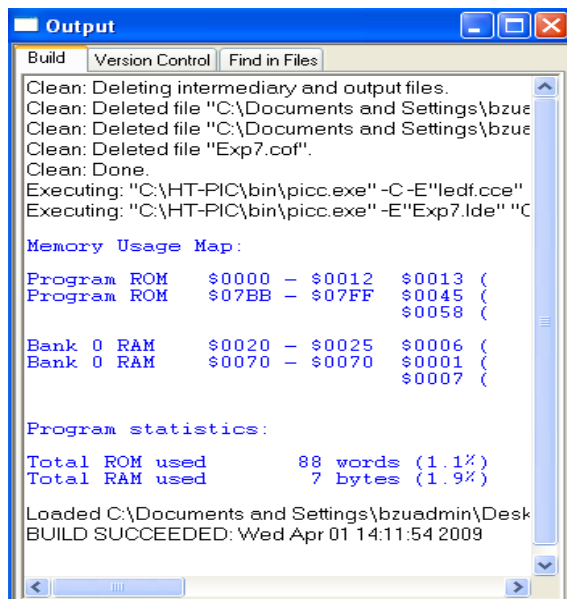 Output
Build Version Control Find in Files
Clean: Deleting intermediary and output files.
Clean: Deleted file "C:\Documents and Settings\bzua
Clean: Deleted file "C:\Documents and Settings\bzua
Clean: Deleted file "Exp7.cof".
Clean: Done.
Executing: "C:\HT-PIC\bin\picc.exe" -C -E"ledf.cce"
Executing: "C:\HT-PIC\bin\picc.exe" -E"Exp7.lde" "C
Memory Usage Map:
Program ROM $0000 - $0012 $0013 (
Program ROM $07BB - $07FF $0045 (
$0058 (
Bank 0 RAM $0020 - $0025 $0006 (
Bank 0 RAM $0070 - $0070 $0001 (
$0007 (
Program statistics:
Total ROM used 88 words (1.1%)
Total RAM used 7 bytes (1.9%)
Loaded C:\Documents and Settings\bzuadmin\Desk
BUILD SUCCEEDED: Wed Apr 01 14:11:54 2009